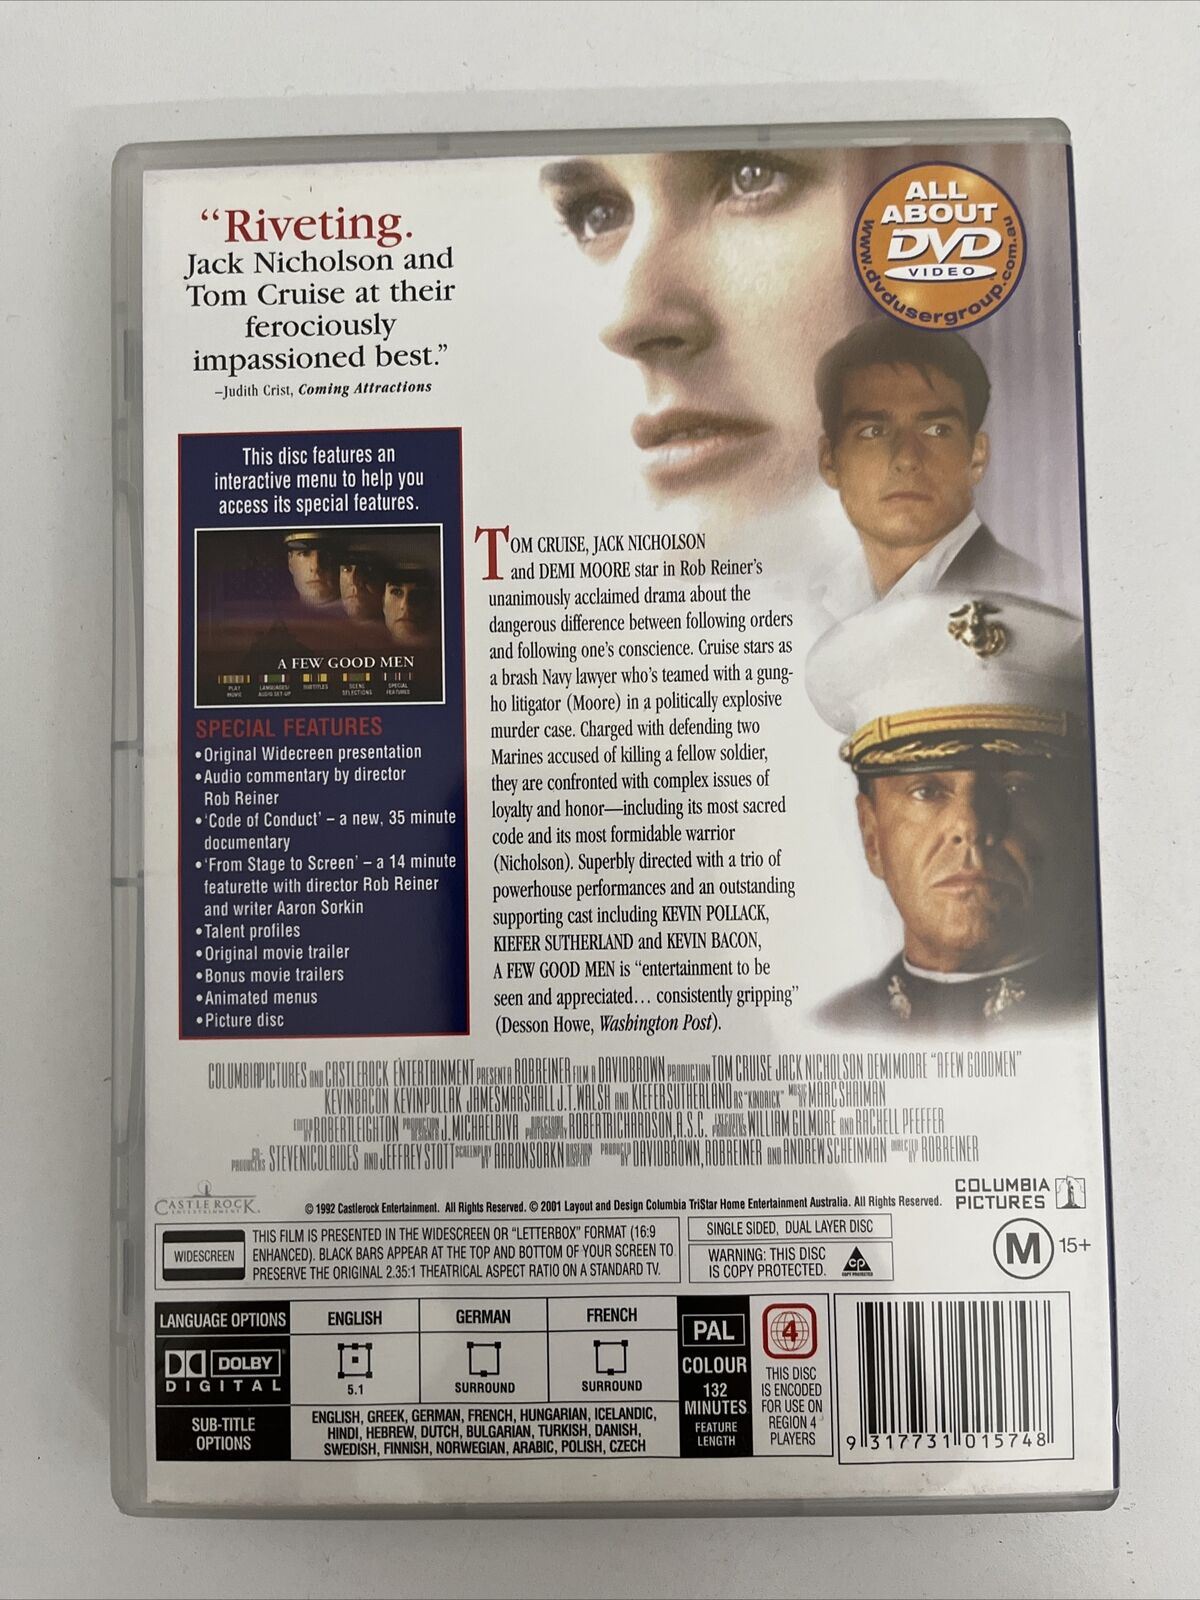 “Riveting.
Jack Nicholson and
Tom Cruise at their
ferociously
impassioned best.”
–Judith Crist, Coming Attractions
ALL
ABOUT
DVD
VIDEO
www.dvdusergroup.com.au
This disc features an
interactive menu to help you
access its special features.
A FEW GOOD MEN
PLAY
MOVIE
LANGUAGES/
AUDIO SET-UP
SUBTITLES
SCENE
SELECTIONS
SPECIAL
FEATURES
SPECIAL FEATURES
•Original Widecreen presentation
•Audio commentary by director
Rob Reiner
•‘Code of Conduct’ – a new, 35 minute
documentary
•‘From Stage to Screen’ – a 14 minute
featurette with director Rob Reiner
and writer Aaron Sorkin
•Talent profiles
•Original movie trailer
•Bonus movie trailers
•Animated menus
•Picture disc
TOM CRUISE, JACK NICHOLSON
and DEMI MOORE star in Rob Reiner’s
unanimously acclaimed drama about the
dangerous difference between following orders
and following one’s conscience. Cruise stars as
a brash Navy lawyer who’s teamed with a gung-
ho litigator (Moore) in a politically explosive
murder case. Charged with defending two
Marines accused of killing a fellow soldier,
they are confronted with complex issues of
loyalty and honor—including its most sacred
code and its most formidable warrior
(Nicholson). Superbly directed with a trio of
powerhouse performances and an outstanding
supporting cast including KEVIN POLLACK,
KIEFER SUTHERLAND and KEVIN BACON,
A FEW GOOD MEN is “entertainment to be
seen and appreciated... consistently gripping”
(Desson Howe, Washington Post).
COLUMBIA PICTURES AND CASTLE ROCK ENTERTAINMENT PRESENT A ROB REINER FILM A DAVID BROWN PRODUCTION TOM CRUISE JACK NICHOLSON DEMI MOORE “A FEW GOOD MEN”
KEVIN BACON KEVIN POLLAK JAMES MARSHALL J.T. WALSH AND KIEFER SUTHERLAND AS “KINDRICK” MUSIC BY MARC SHAIMAN
EDITED BY ROBERT LEIGHTON PRODUCTION DESIGNER J. MICHAEL RIVA DIRECTOR OF PHOTOGRAPHY ROBERT RICHARDSON, A.S.C. EXECUTIVE PRODUCERS WILLIAM GILMORE AND RACHELL PFEFFER
CO-PRODUCERS STEVE NICOLAIDES AND JEFFREY STOTT SCREENPLAY BY AARON SORKN PRODUCED BY DAVID BROWN, ROB REINER AND ANDREW SCHEINMAN DIRECTED BY ROB REINER
CASTLE ROCK
ENTERTAINMENT
© 1992 Castlerock Entertainment. All Rights Reserved. © 2001 Layout and Design Columbia TriStar Home Entertainment Australia. All Rights Reserved.
COLUMBIA
PICTURES
WIDESCREEN
THIS FILM IS PRESENTED IN THE WIDESCREEN OR “LETTERBOX” FORMAT (16:9
ENHANCED). BLACK BARS APPEAR AT THE TOP AND BOTTOM OF YOUR SCREEN TO
PRESERVE THE ORIGINAL 2.35:1 THEATRICAL ASPECT RATIO ON A STANDARD TV.
SINGLE SIDED, DUAL LAYER DISC
WARNING: THIS DISC
IS COPY PROTECTED.
cp
COPY PROTECTED
M 15+
LANGUAGE OPTIONS
DOLBY
DIGITAL
ENGLISH
5.1
GERMAN
SURROUND
FRENCH
SURROUND
SUB-TITLE
OPTIONS
ENGLISH, GREEK, GERMAN, FRENCH, HUNGARIAN, ICELANDIC,
HINDI, HEBREW, DUTCH, BULGARIAN, TURKISH, DANISH,
SWEDISH, FINNISH, NORWEGIAN, ARABIC, POLISH, CZECH
PAL
COLOUR
132
MINUTES
FEATURE
LENGTH
4
THIS DISC
IS ENCODED
FOR USE ON
REGION 4
PLAYERS
9 317731 015748